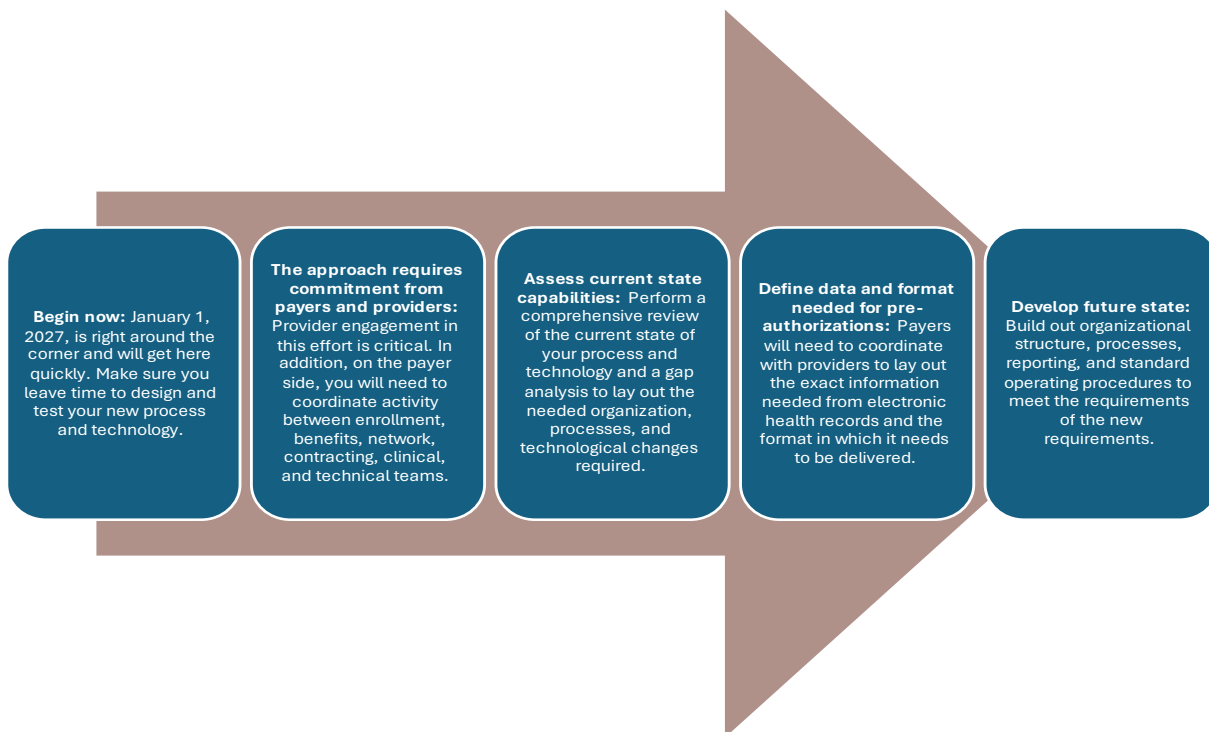 Begin now: January 1,
2027, is right around the
corner and will get here
quickly. Make sure you
leave time to design and
test your new process
and technology.
The approach requires
commitment from
payers and providers:
Provider engagement in
this effort is critical. In
addition, on the payer
side, you will need to
coordinate activity
between enrollment,
benefits, network,
contracting, clinical,
and technical teams.
Assess current state
capabilities: Perform a
comprehensive review
of the current state of
your process and
technology and a gap
analysis to lay out the
needed organization,
processes, and
technological changes
required.
Define data and format
needed for pre-
authorizations: Payers
will need to coordinate
with providers to lay out
the exact information
needed from electronic
health records and the
format in which it needs
to be delivered.
Develop future state:
Build out organizational
structure, processes,
reporting, and standard
operating procedures to
meet the requirements
of the new
requirements.